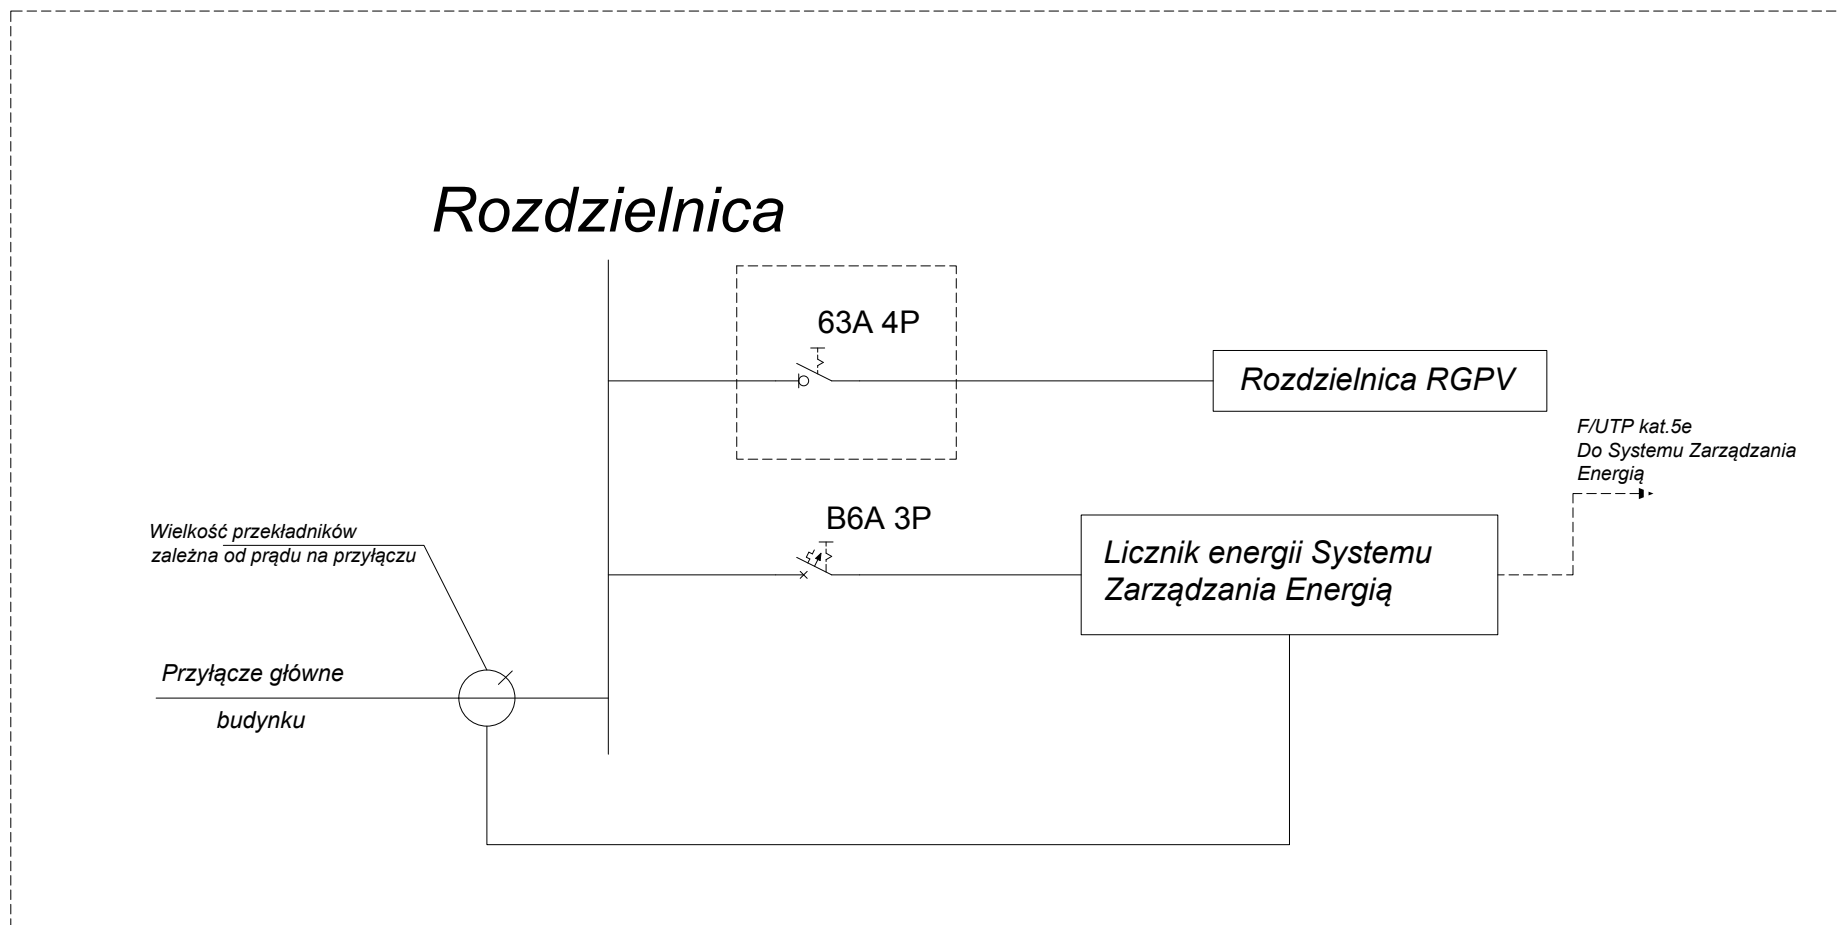 Rozdzielnica
63A 4P
Rozdzielnica RGPV
F/UTP kat.5e
Do Systemu Zarządzania
Energią
B6A 3P
Wielkość przekładników
zależna od prądu na przyłączu
Licznik energii Systemu
Zarządzania Energią
Przyłącze główne
budynku